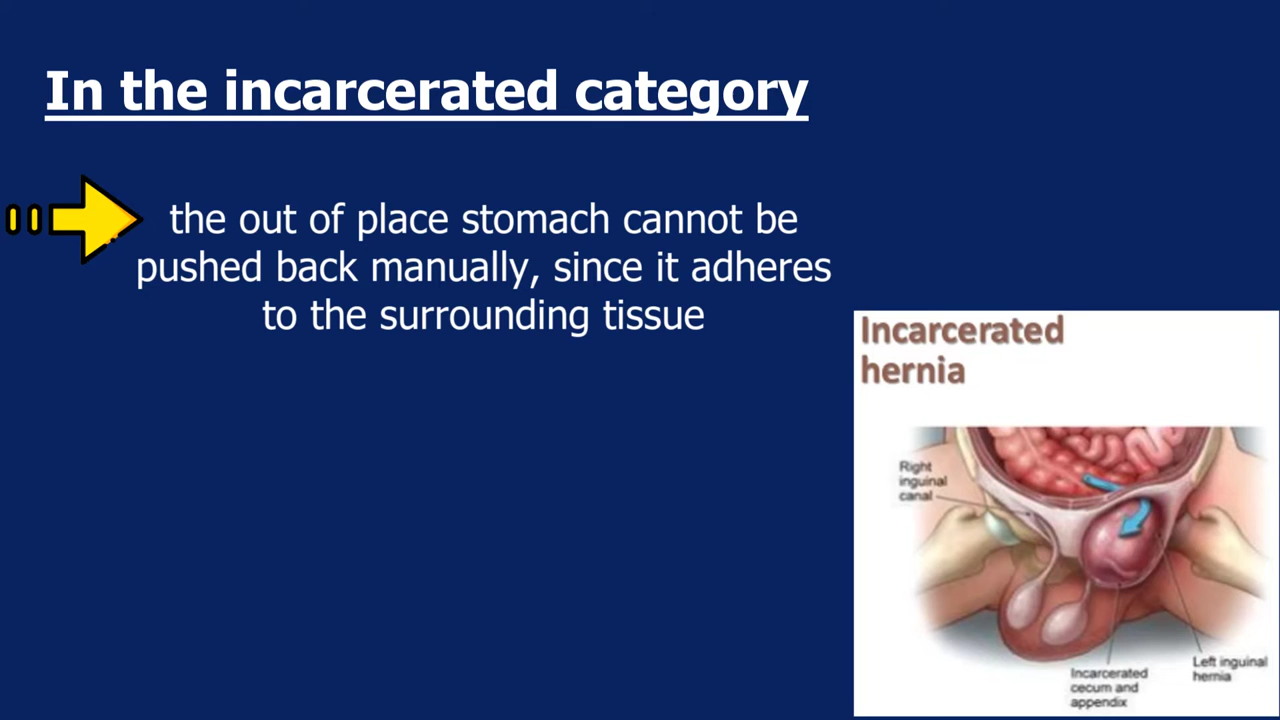 In the incarcerated category
the out of place stomach cannot be
pushed back manually, since it adheres
to the surrounding tissue
Incarcerated
hernia
Right
inguinal
canal
Left inguinal
hernia
Incarcerated
cecum and
appendix